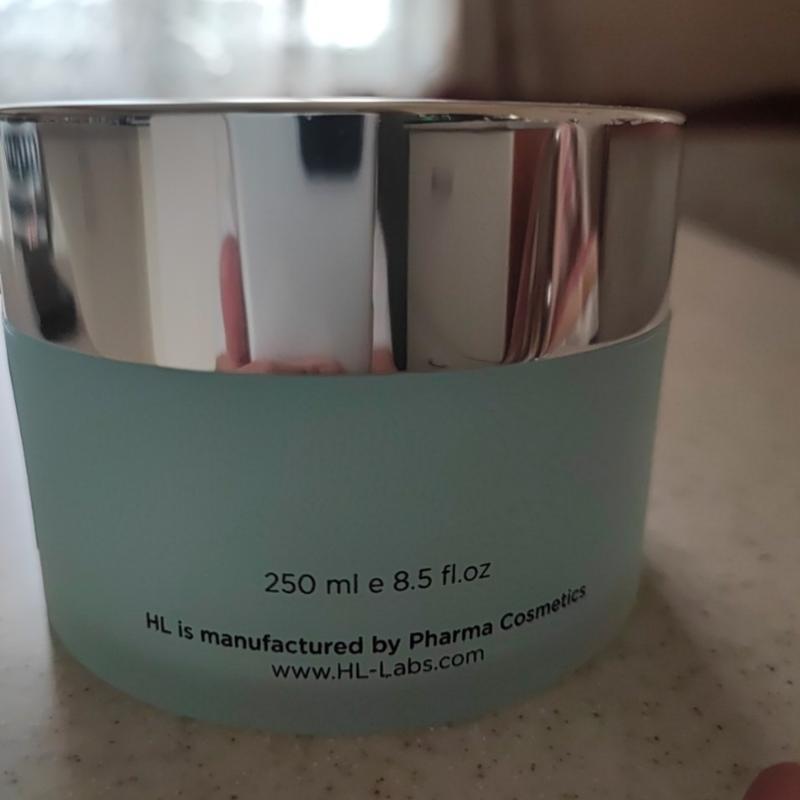 250 ml e 8.5 fl.oz
HL is manufactured by Pharma Cosmetics
www.HL-Labs.com